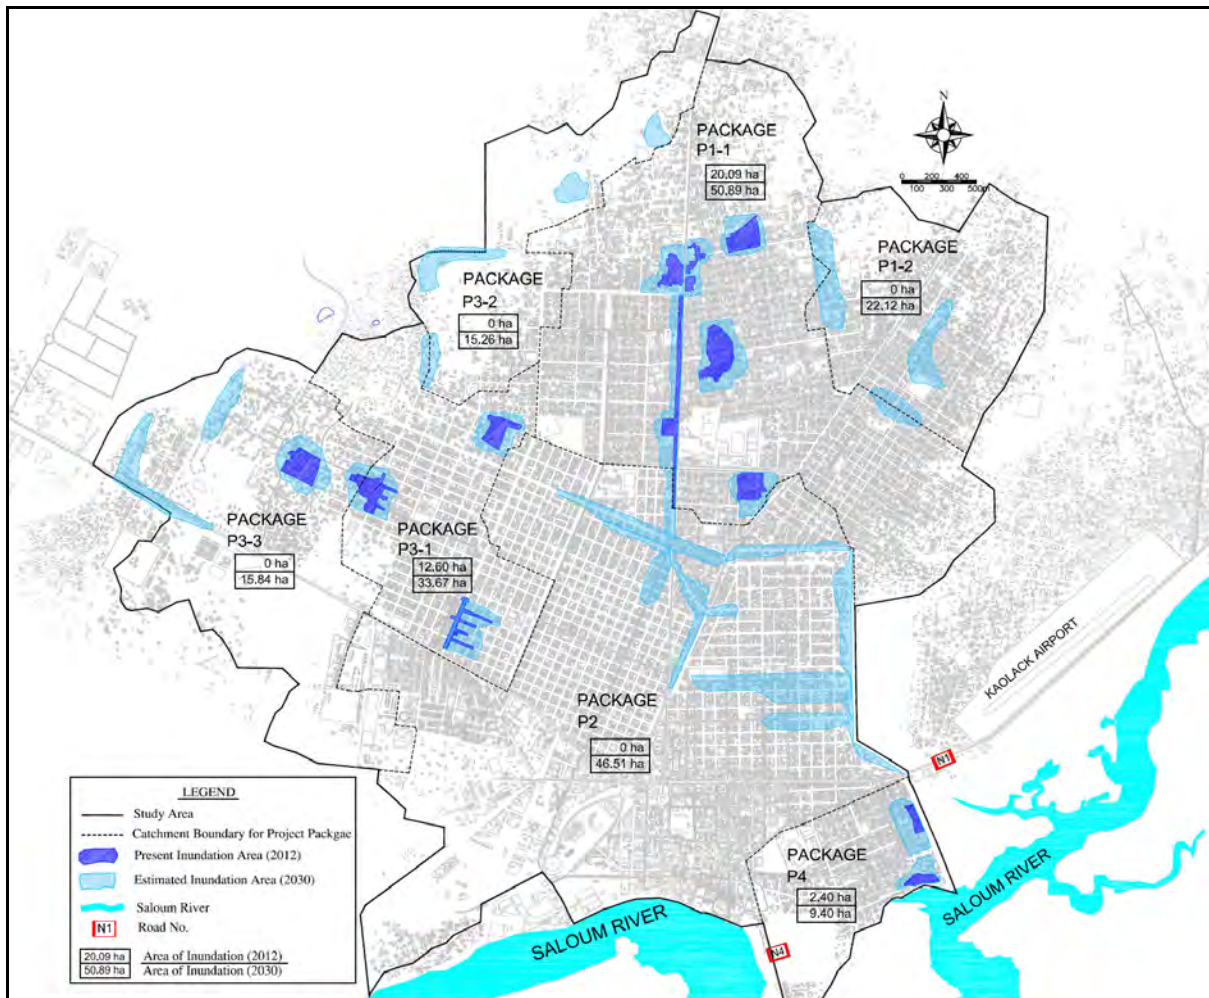 N
0 200 400
100 300 500m
PACKAGE
P1-1
20.09 ha
50.89 ha
PACKAGE
P1-2
0 ha
22.12 ha
PACKAGE
P3-2
0 ha
15.26 ha
PACKAGE
P3-3
0 ha
15.84 ha
PACKAGE
P3-1
12.60 ha
33.67 ha
KAOLACK AIRPORT
PACKAGE
P2
0 ha
46.51 ha
N1
PACKAGE
P4
2.40 ha
9.40 ha
SALOUM RIVER
SALOUM RIVER
N4
LEGEND
Study Area
Catchment Boundary for Project Packgae
Present Inundation Area (2012)
Estimated Inundation Area (2030)
Saloum River
N1 Road No.
20.09 ha Area of Inundation (2012)
50.89 ha Area of Inundation (2030)